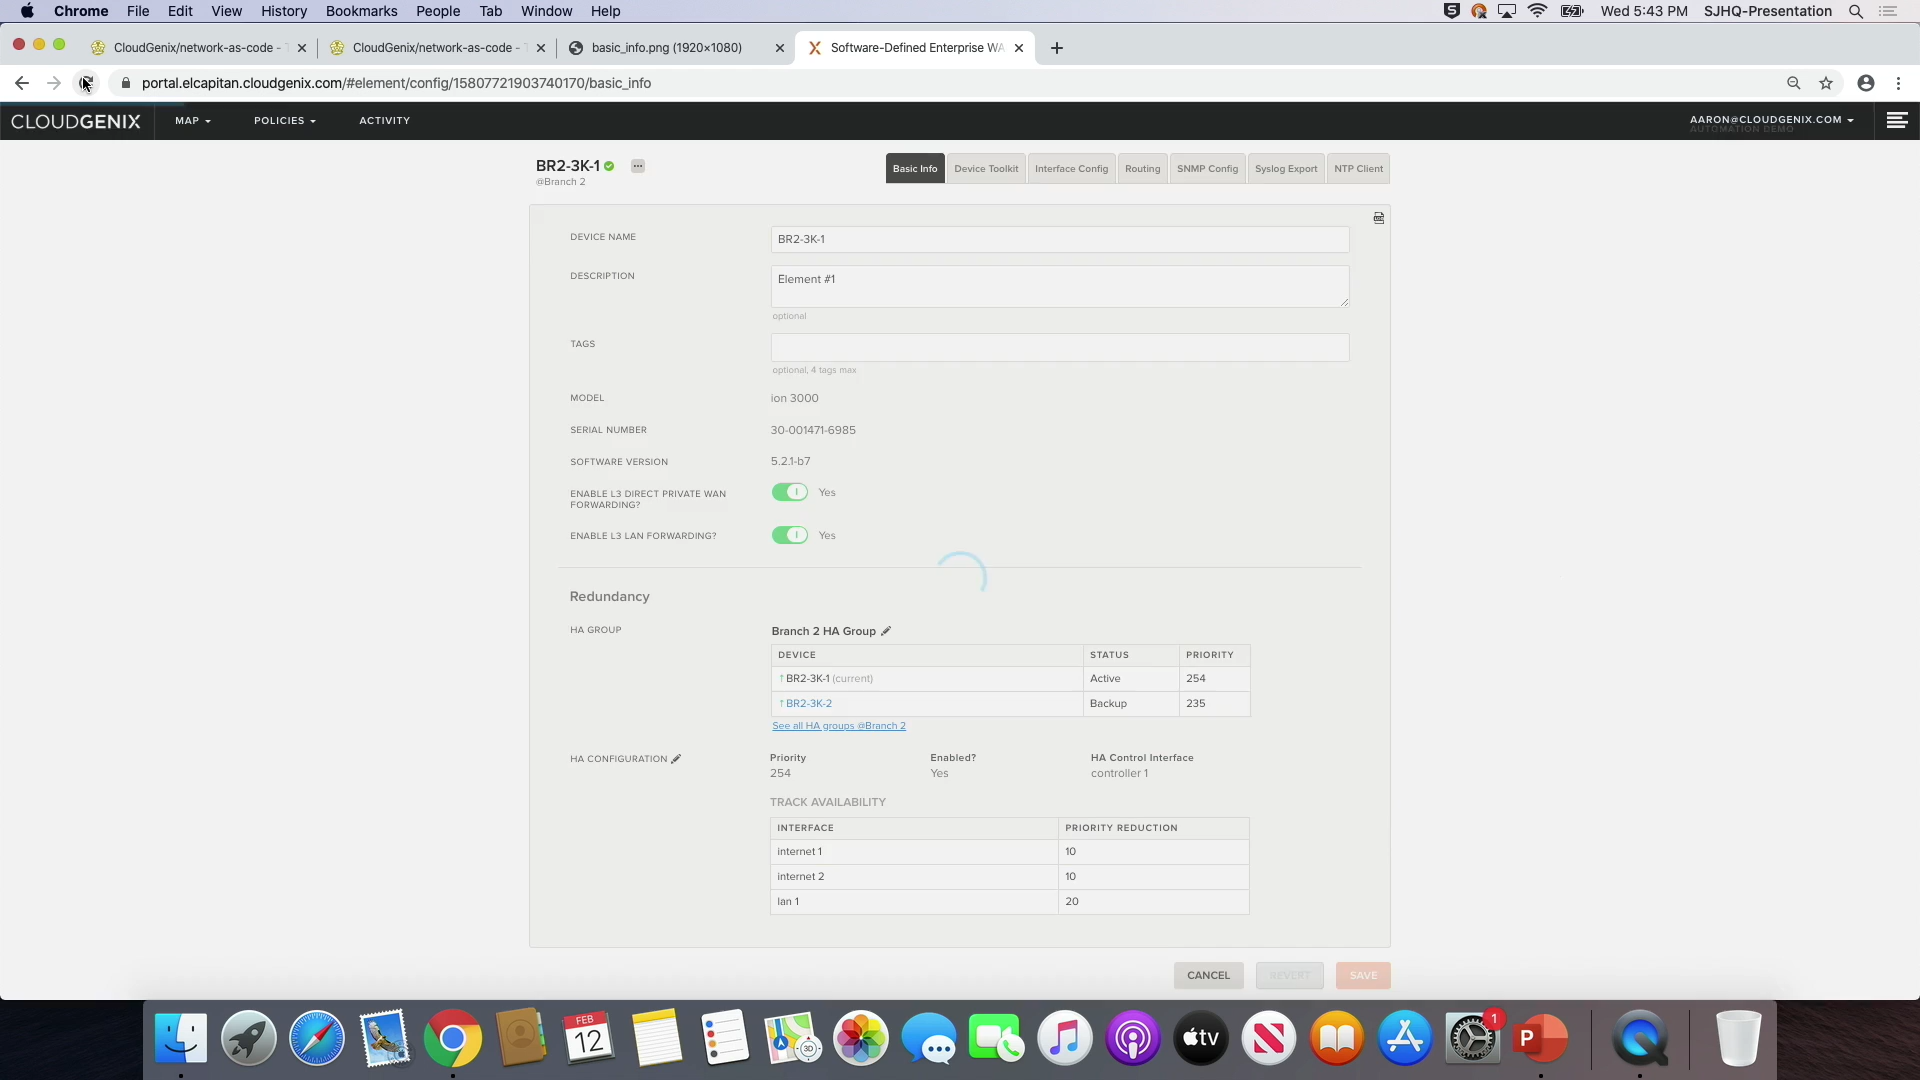 Chrome File Edit View History Bookmarks People Tab Window Help
Wed 5:43 PM SJHQ-Presentation
CloudGenix/network-as-code -
CloudGenix/network-as-code -
basic_info.png (1920×1080)
Software-Defined Enterprise WA
portal.elcapitan.cloudgenix.com/#element/config/15807721903740170/basic_info
CLOUDGENIX MAP POLICIES ACTIVITY
AARON@CLOUDGENIX.COM
AUTOMATION DEMO
BR2-3K-1
@Branch 2
Basic Info Device Toolkit Interface Config Routing SNMP Config Syslog Export NTP Client
DEVICE NAME BR2-3K-1
DESCRIPTION Element #1
optional
TAGS
optional, 4 tags max
MODEL ion 3000
SERIAL NUMBER 30-001471-6985
SOFTWARE VERSION 5.2.1-b7
ENABLE L3 DIRECT PRIVATE WAN FORWARDING? Yes
ENABLE L3 LAN FORWARDING? Yes
Redundancy
HA GROUP Branch 2 HA Group
DEVICE STATUS PRIORITY
↑BR2-3K-1 (current) Active 254
↑BR2-3K-2 Backup 235
See all HA groups @Branch 2
HA CONFIGURATION Priority Enabled? HA Control Interface
254 Yes controller 1
TRACK AVAILABILITY
INTERFACE PRIORITY REDUCTION
internet 1 10
internet 2 10
lan 1 20
CANCEL REVERT SAVE
FEB
12
3D
tv
P
1